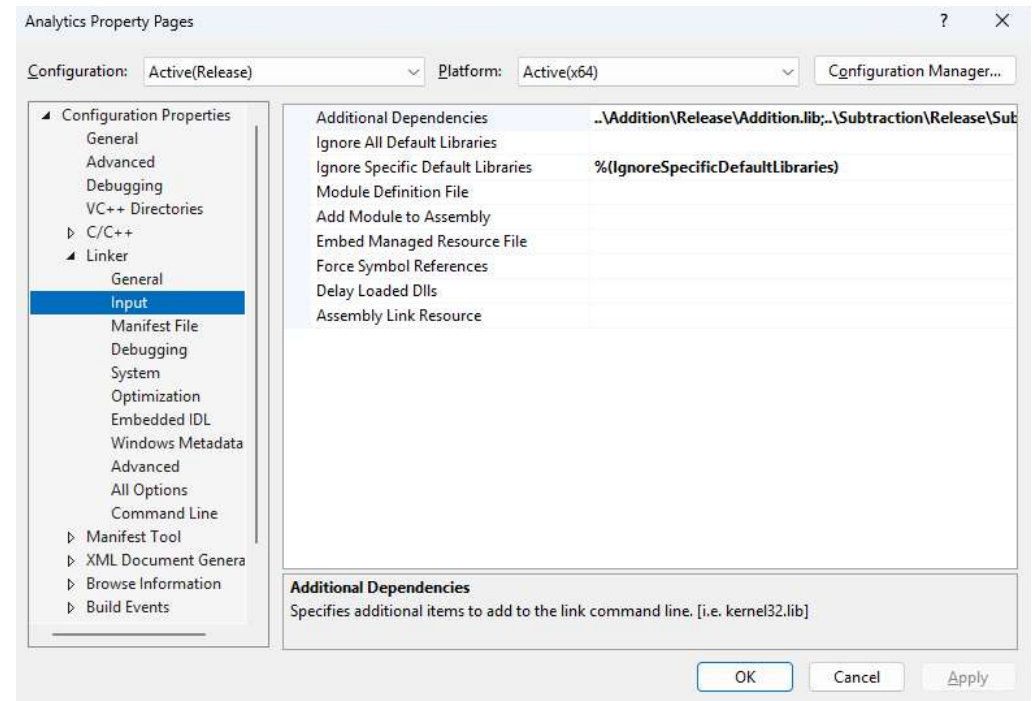 Analytics Property Pages
? ×
Configuration: Active(Release) Platform: Active(x64) Configuration Manager...
Configuration Properties
General
Advanced
Debugging
VC++ Directories
C/C++
Linker
General
Input
Manifest File
Debugging
System
Optimization
Embedded IDL
Windows Metadata
Advanced
All Options
Command Line
Manifest Tool
XML Document Genera
Browse Information
Build Events
Additional Dependencies ..\Addition\Release\Addition.lib;..\Subtraction\Release\Sub
Ignore All Default Libraries
Ignore Specific Default Libraries %(IgnoreSpecificDefaultLibraries)
Module Definition File
Add Module to Assembly
Embed Managed Resource File
Force Symbol References
Delay Loaded Dlls
Assembly Link Resource
Additional Dependencies
Specifies additional items to add to the link command line. [i.e. kernel32.lib]
OK Cancel Apply